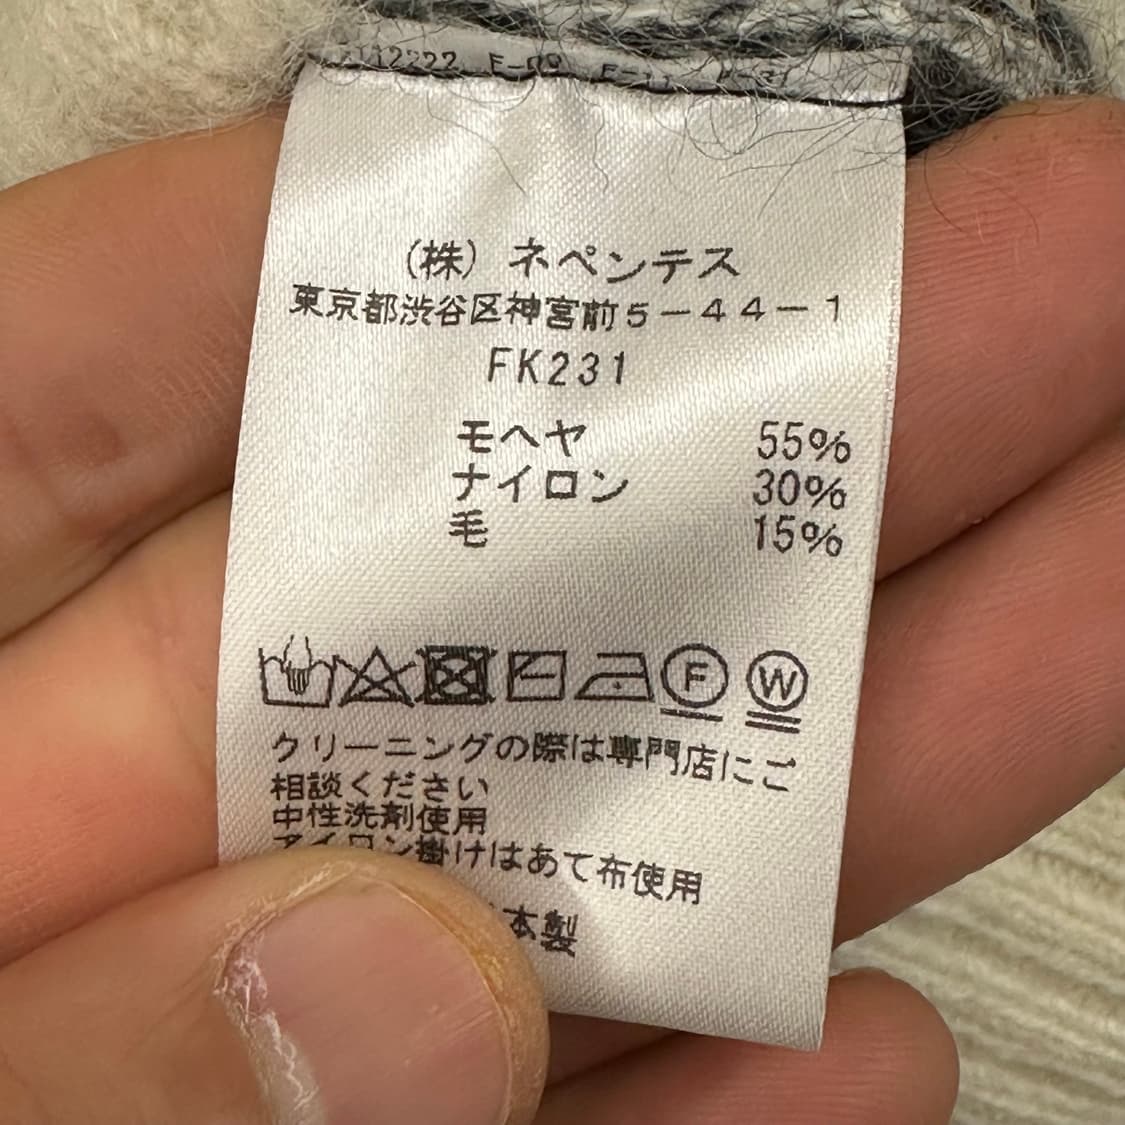 (株) ネペンテス
東京都渋谷区神宮前5-44-1
FK231
モヘヤ 55%
ナイロン 30%
毛 15%
F W
クリーニングの際は専門店にご
相談ください
中性洗剤使用
アイロン掛けはあて布使用
本製